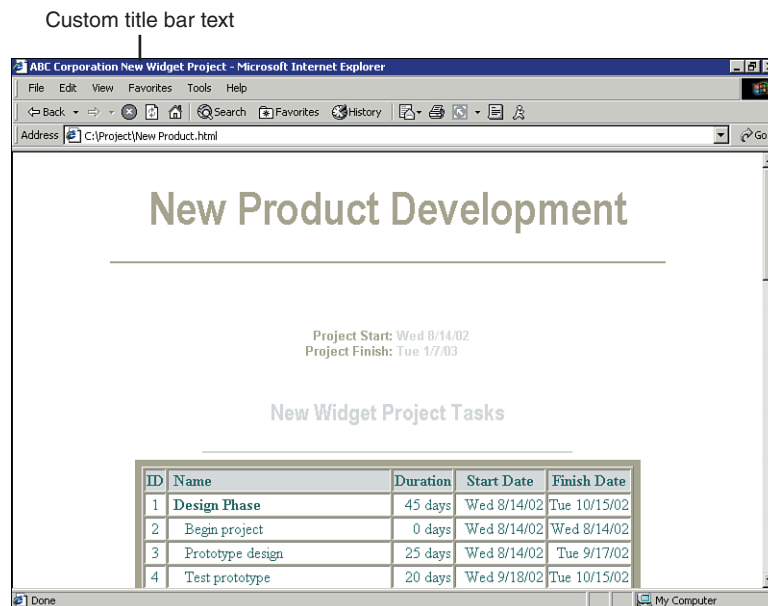 Custom title bar text
ABC Corporation New Widget Project - Microsoft Internet Explorer
File Edit View Favorites Tools Help
Back Search Favorites History
Address C:\Project\New Product.html Go
New Product Development
Project Start: Wed 8/14/02
Project Finish: Tue 1/7/03
New Widget Project Tasks
ID Name Duration Start Date Finish Date
1 Design Phase 45 days Wed 8/14/02 Tue 10/15/02
2 Begin project 0 days Wed 8/14/02 Wed 8/14/02
3 Prototype design 25 days Wed 8/14/02 Tue 9/17/02
4 Test prototype 20 days Wed 9/18/02 Tue 10/15/02
Done My Computer